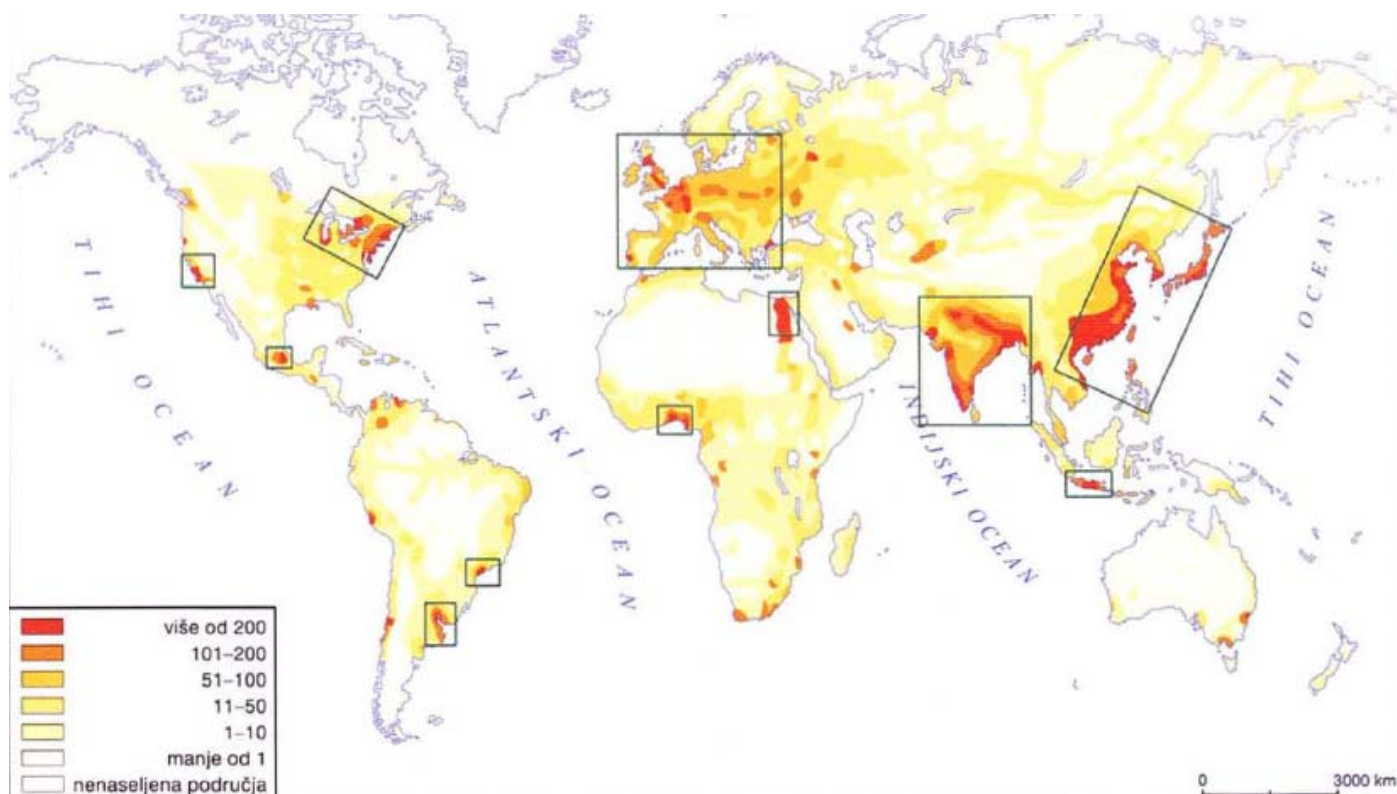 TIHI OCEAN
ATLANTSKI OCEAN
INDIJSKI OCEAN
TIHI OCEAN
više od 200
101–200
51–100
11–50
1–10
manje od 1
nenaseljena područja
0 3000 km